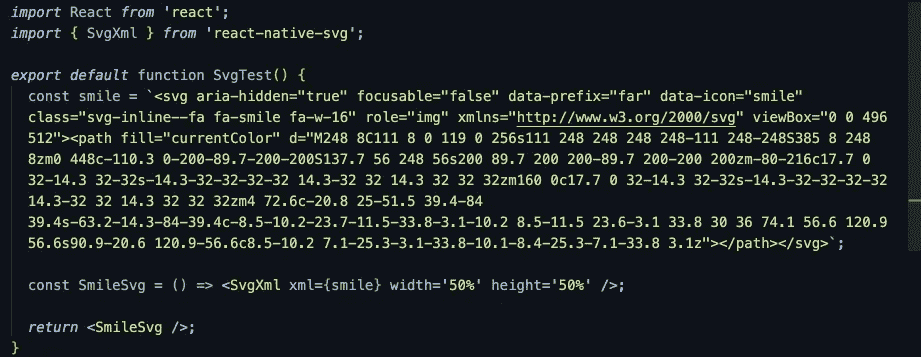 import React from 'react';
import { SvgXml } from 'react-native-svg';
export default function SvgTest() {
const smile = `<svg aria-hidden="true" focusable="false" data-prefix="far" data-icon="smile"
class="svg-inline--fa fa-smile fa-w-16" role="img" xmlns="http://www.w3.org/2000/svg" viewBox="0 0 496
512"><path fill="currentColor" d="M248 8C111 8 0 119 0 256s111 248 248 248 248-111 248-248S385 8 248
8zm0 448c-110.3 0-200-89.7-200-200S137.7 56 248 56s200 89.7 200 200-89.7 200-200 200zm-80-216c17.7 0
32-14.3 32-32s-14.3-32-32-32-32 14.3-32 32 14.3 32 32 32zm160 0c17.7 0 32-14.3 32-32s-14.3-32-32-32-32
14.3-32 32 14.3 32 32 32zm4 72.6c-20.8 25-51.5 39.4-84
39.4s-63.2-14.3-84-39.4c-8.5-10.2-23.7-11.5-33.8-3.1-10.2 8.5-11.5 23.6-3.1 33.8 30 36 74.1 56.6 120.9
56.6s90.9-20.6 120.9-56.6c8.5-10.2 7.1-25.3-3.1-33.8-10.1-8.4-25.3-7.1-33.8 3.1z"></path></svg>`;
const SmileSvg = () => <SvgXml xml={smile} width='50%' height='50%' />;
return <SmileSvg />;
}